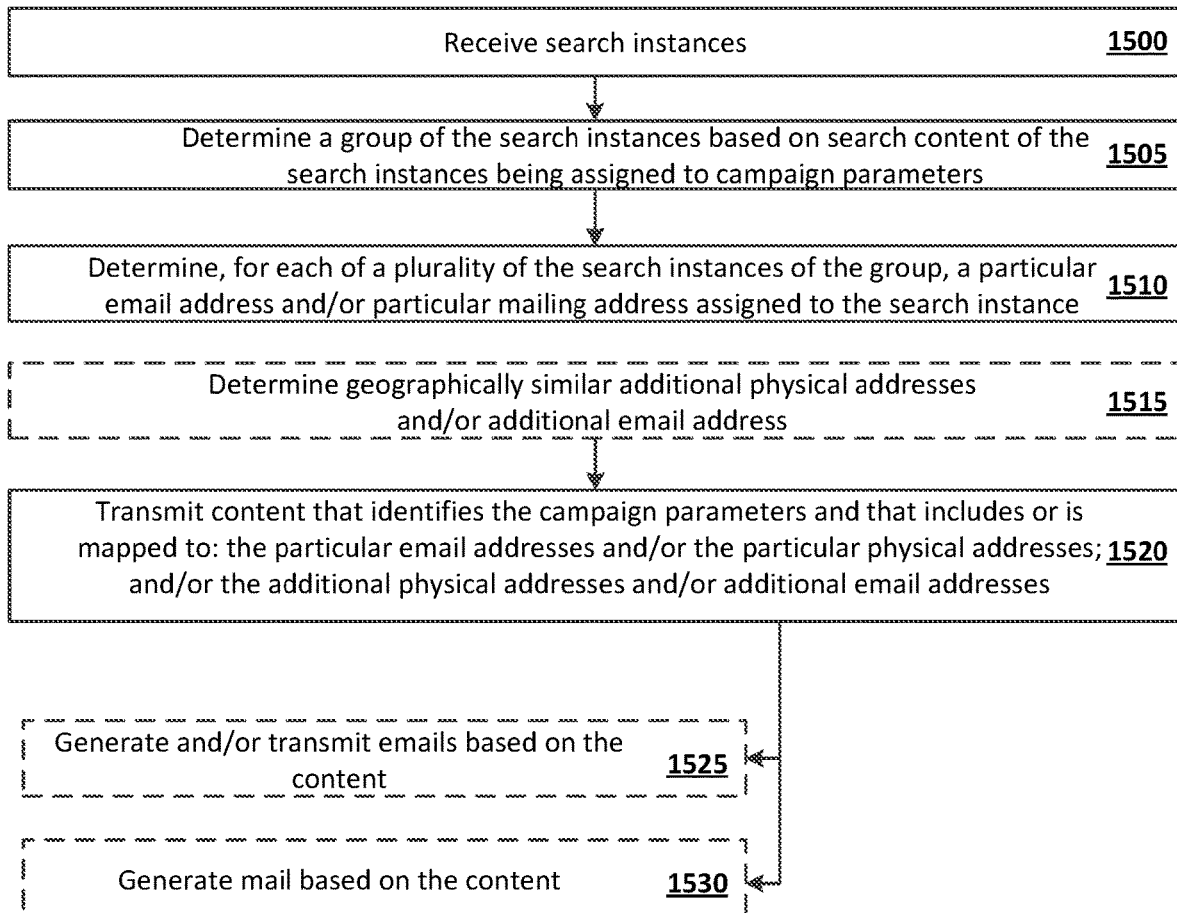 Receive search instances 1500
Determine a group of the search instances based on search content of the
search instances being assigned to campaign parameters
1505
Determine, for each of a plurality of the search instances of the group, a particular
email address and/or particular mailing address assigned to the search instance
1510
Determine geographically similar additional physical addresses
and/or additional email address
1515
Transmit content that identifies the campaign parameters and that includes or is
mapped to: the particular email addresses and/or the particular physical addresses;
and/or the additional physical addresses and/or additional email addresses
1520
Generate and/or transmit emails based on the
content
1525
Generate mail based on the content 1530